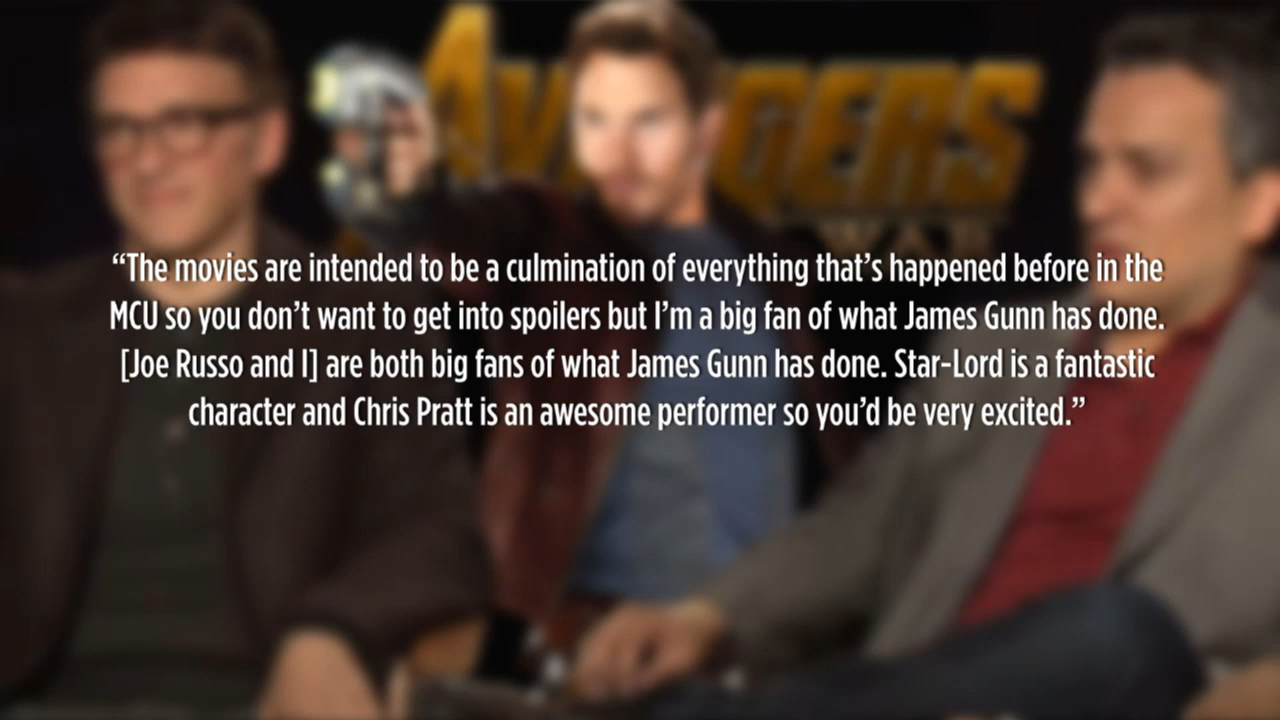 AVENGERS
WAR
“The movies are intended to be a culmination of everything that’s happened before in the
MCU so you don’t want to get into spoilers but I’m a big fan of what James Gunn has done.
[Joe Russo and I] are both big fans of what James Gunn has done. Star-Lord is a fantastic
character and Chris Pratt is an awesome performer so you’d be very excited.”